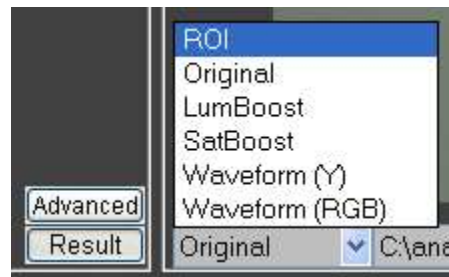 ROI
Original
LumBoost
SatBoost
Waveform (Y)
Waveform (RGB)
Advanced
Result
Original
C:\ana